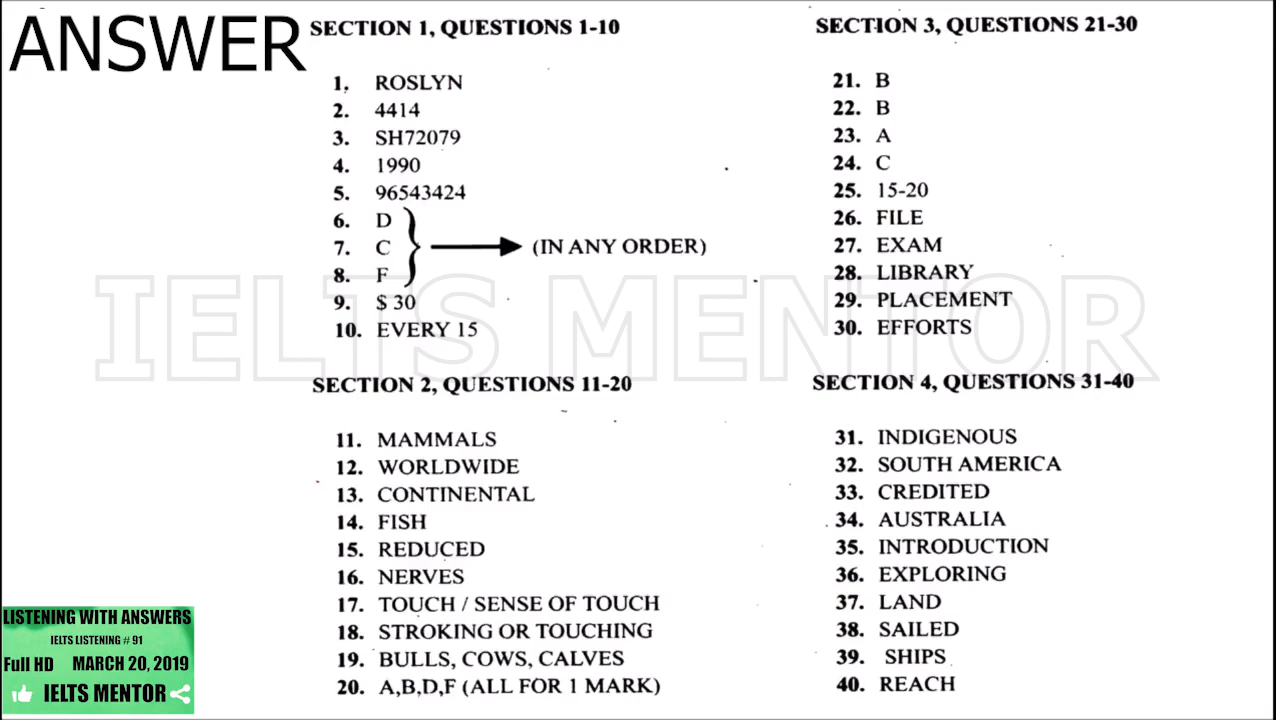 ANSWER
SECTION 1, QUESTIONS 1-10
1. ROSLYN
2. 4414
3. SH72079
4. 1990
5. 96543424
6. D
7. C
8. F
(IN ANY ORDER)
9. $ 30
10. EVERY 15
SECTION 2, QUESTIONS 11-20
11. MAMMALS
12. WORLDWIDE
13. CONTINENTAL
14. FISH
15. REDUCED
16. NERVES
17. TOUCH / SENSE OF TOUCH
18. STROKING OR TOUCHING
19. BULLS, COWS, CALVES
20. A,B,D,F (ALL FOR 1 MARK)
SECTION 3, QUESTIONS 21-30
21. B
22. B
23. A
24. C
25. 15-20
26. FILE
27. EXAM
28. LIBRARY
29. PLACEMENT
30. EFFORTS
SECTION 4, QUESTIONS 31-40
31. INDIGENOUS
32. SOUTH AMERICA
33. CREDITED
34. AUSTRALIA
35. INTRODUCTION
36. EXPLORING
37. LAND
38. SAILED
39. SHIPS
40. REACH
IELTS MENTOR
LISTENING WITH ANSWERS
IELTS LISTENING # 91
Full HD MARCH 20, 2019
IELTS MENTOR